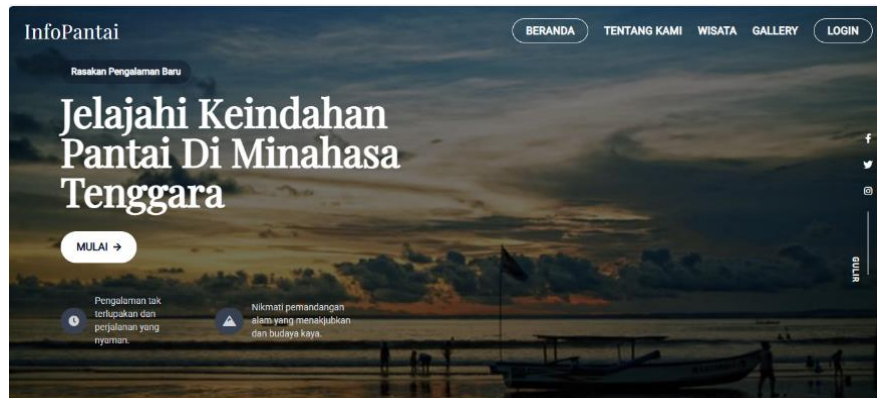 InfoPantai
BERANDA TENTANG KAMI WISATA GALLERY LOGIN
Rasakan Pengalaman Baru
Jelajahi Keindahan
Pantai Di Minahasa
Tenggara
MULAI →
Pengalaman tak
terlupakan dan
perjalanan yang
nyaman.
Nikmati pemandangan
alam yang menakjubkan
dan budaya kaya.
GULIR